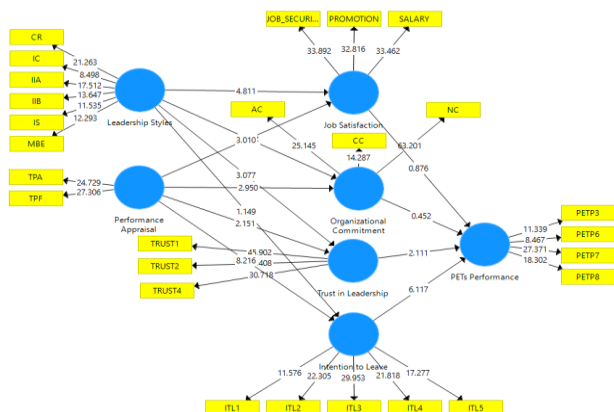 JOB_SECURI...
PROMOTION
SALARY
CR
IC
IIA
IIB
IS
MBE
21.263
8.498
17.512
13.647
11.535
12.293
Leadership Styles
33.892
32.816
33.462
4.811
Job Satisfaction
AC
CC
NC
25.145
14.287
63.201
3.010
0.876
3.077
2.950
1.149
2.151
Organizational
Commitment
0.452
TPA
TPF
24.729
27.306
Performance
Appraisal
TRUST1
TRUST2
TRUST4
45.902
408
30.718
8.216
Trust in Leadership
2.111
PETs Performance
PETP3
PETP6
PETP7
PETP8
11.339
8.467
27.371
18.302
6.117
Intention to Leave
11.576
22.305
29.953
21.818
17.277
ITL1
ITL2
ITL3
ITL4
ITL5